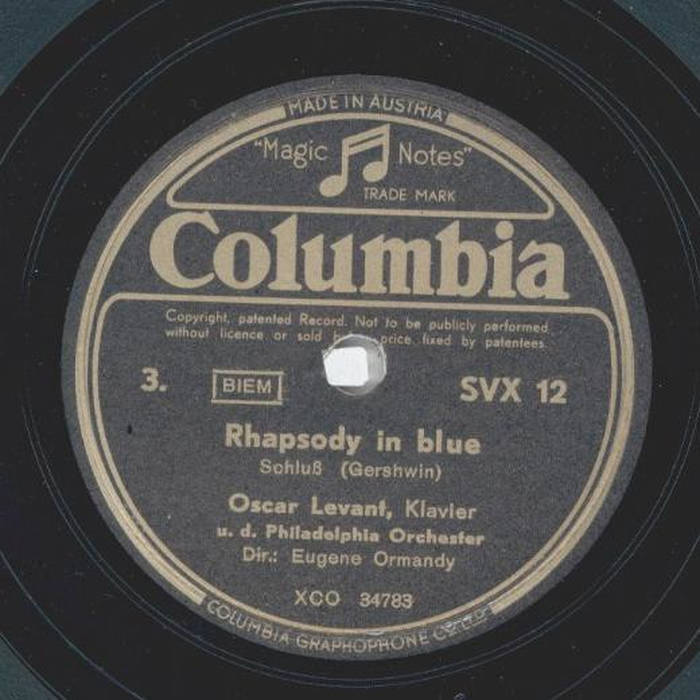 MADE IN AUSTRIA
"Magic Notes"
TRADE MARK
Columbia
Copyright, patented Record. Not to be publicly performed
without licence or sold price fixed by patentees.
3. BIEM SVX 12
Rhapsody in blue
Schluß (Gershwin)
Oscar Levant, Klavier
u. d. Philadelphia Orchester
Dir.: Eugene Ormandy
XCO 34783
COLUMBIA GRAPHOPHONE CO. LTD.